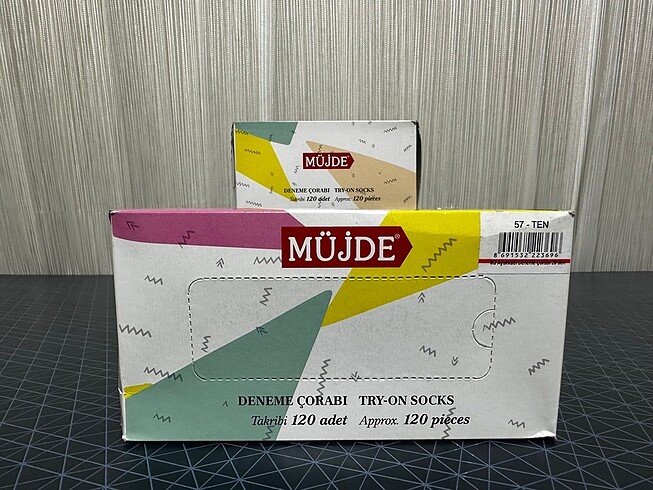 MÜJDE
DENEME ÇORABI TRY-ON SOCKS
Takribi 120 adet Approx. 120 pieces
MÜJDE®
57 - TEN
8 691532 223696
DENEME ÇORABI TRY-ON SOCKS
Takribi 120 adet Approx. 120 pieces